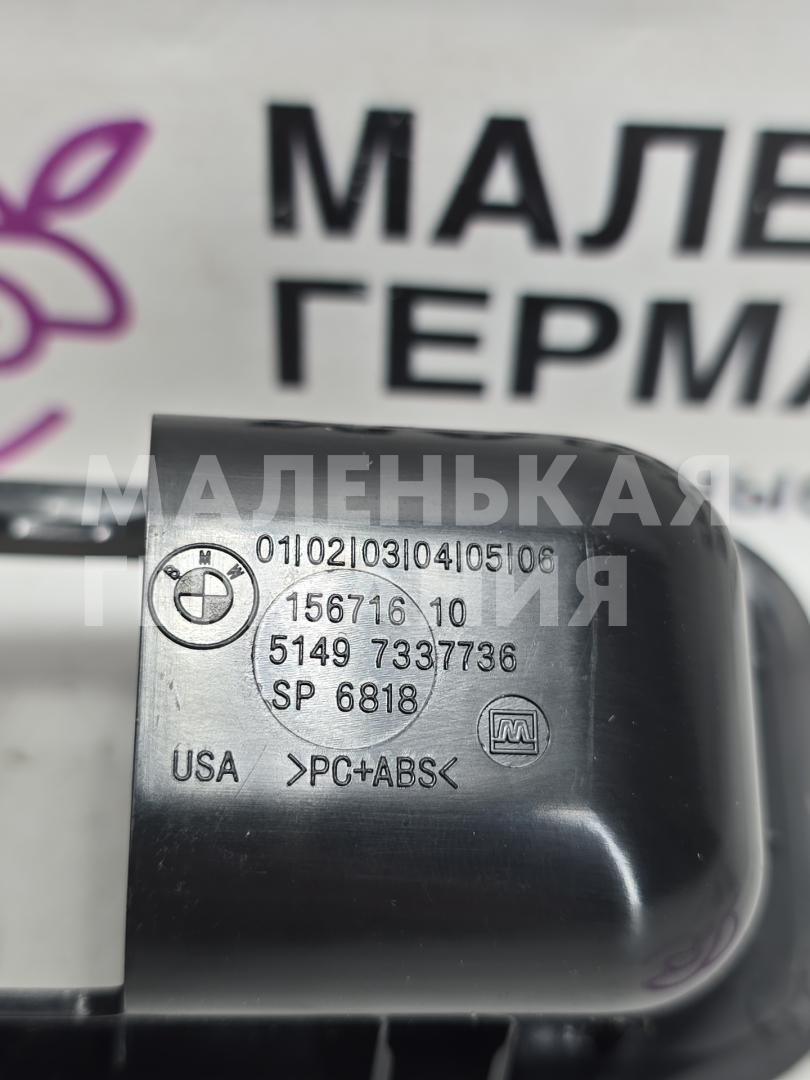 МАЛЕ
ГЕРМА
МАЛЕНЬКАЯ
ГЕРМАНИЯ
BMW
01|02|03|04|05|06
156716 10
5149 7337736
SP 6818
USA >PC+ABS<